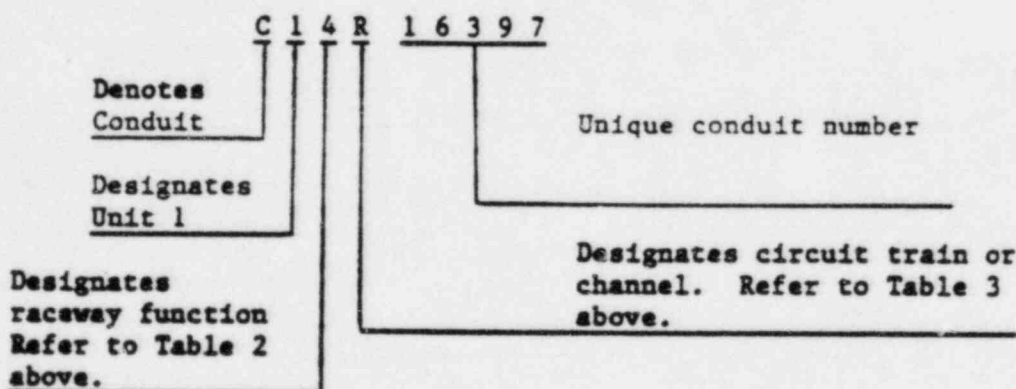 C 1 4 R 1 6 3 9 7
Denotes
Conduit
Unique conduit number
Designates
Unit 1
Designates circuit train or
channel. Refer to Table 3
above.
Designates
raceway function
Refer to Table 2
above.